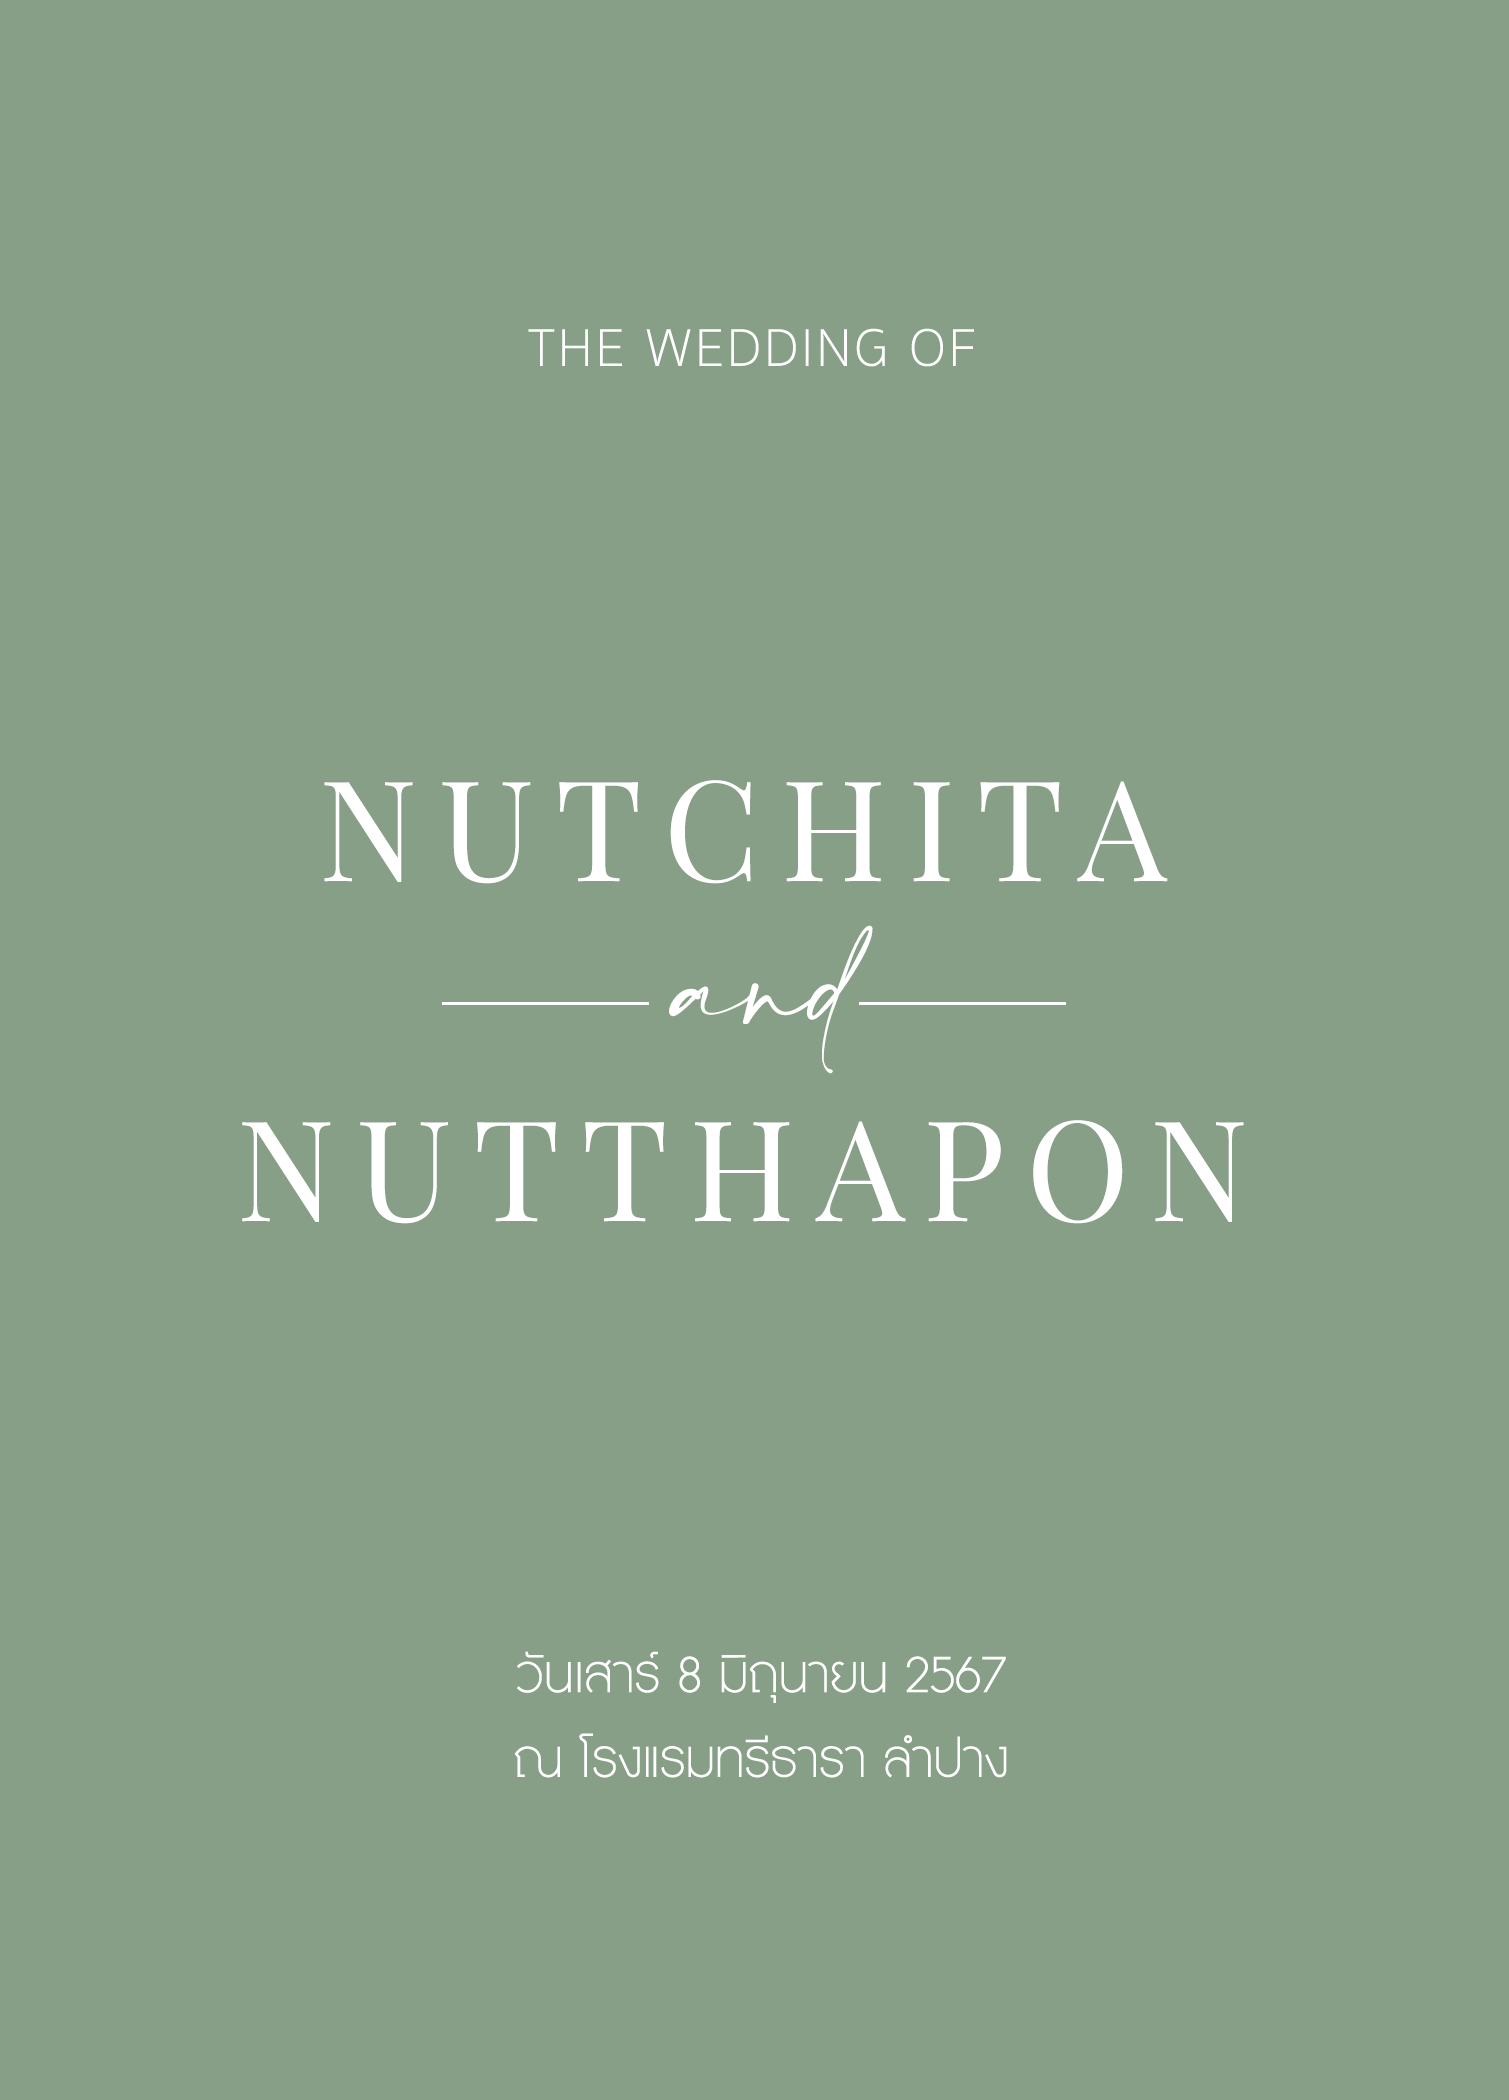 THE WEDDING OF
NUTCHITA
and
NUTTHAPON
วันเสาร์ 8 มิถุนายน 2567
ณ โรงแรมทรีธารา ลำปาง